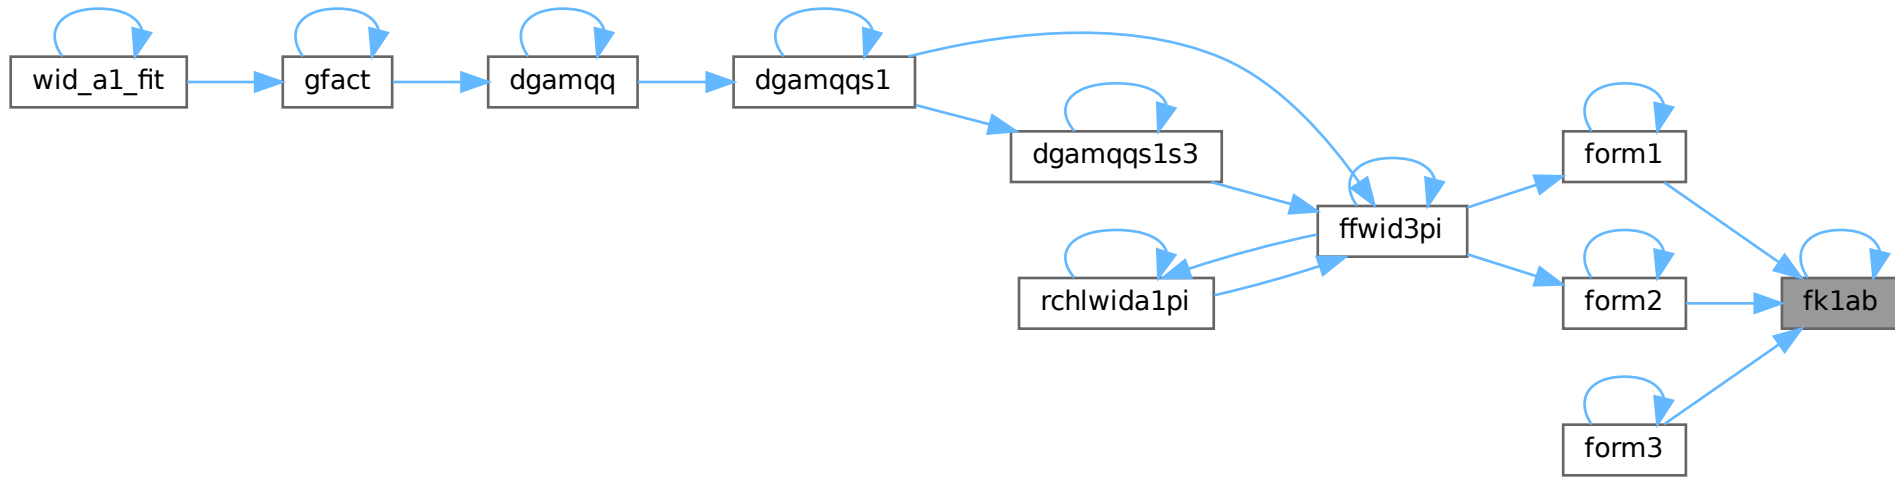 wid_a1_fit
gfact
dgamqq
dgamqqs1
dgamqqs1s3
form1
ffwid3pi
rchlwida1pi
form2
fk1ab
form3